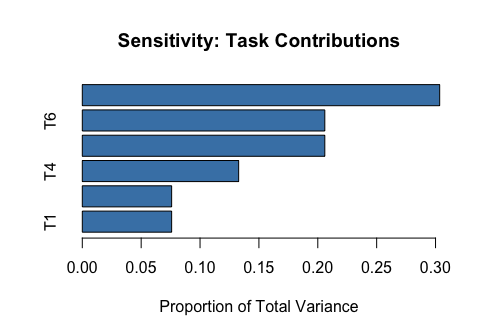 Sensitivity: Task Contributions
T6
T4
T1
0.00 0.05 0.10 0.15 0.20 0.25 0.30
Proportion of Total Variance